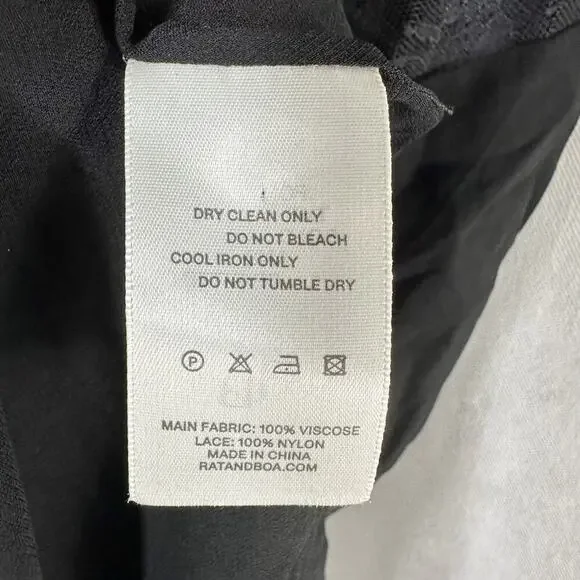 DRY CLEAN ONLY
DO NOT BLEACH
COOL IRON ONLY
DO NOT TUMBLE DRY
P
MAIN FABRIC: 100% VISCOSE
LACE: 100% NYLON
MADE IN CHINA
RATANDBOA.COM